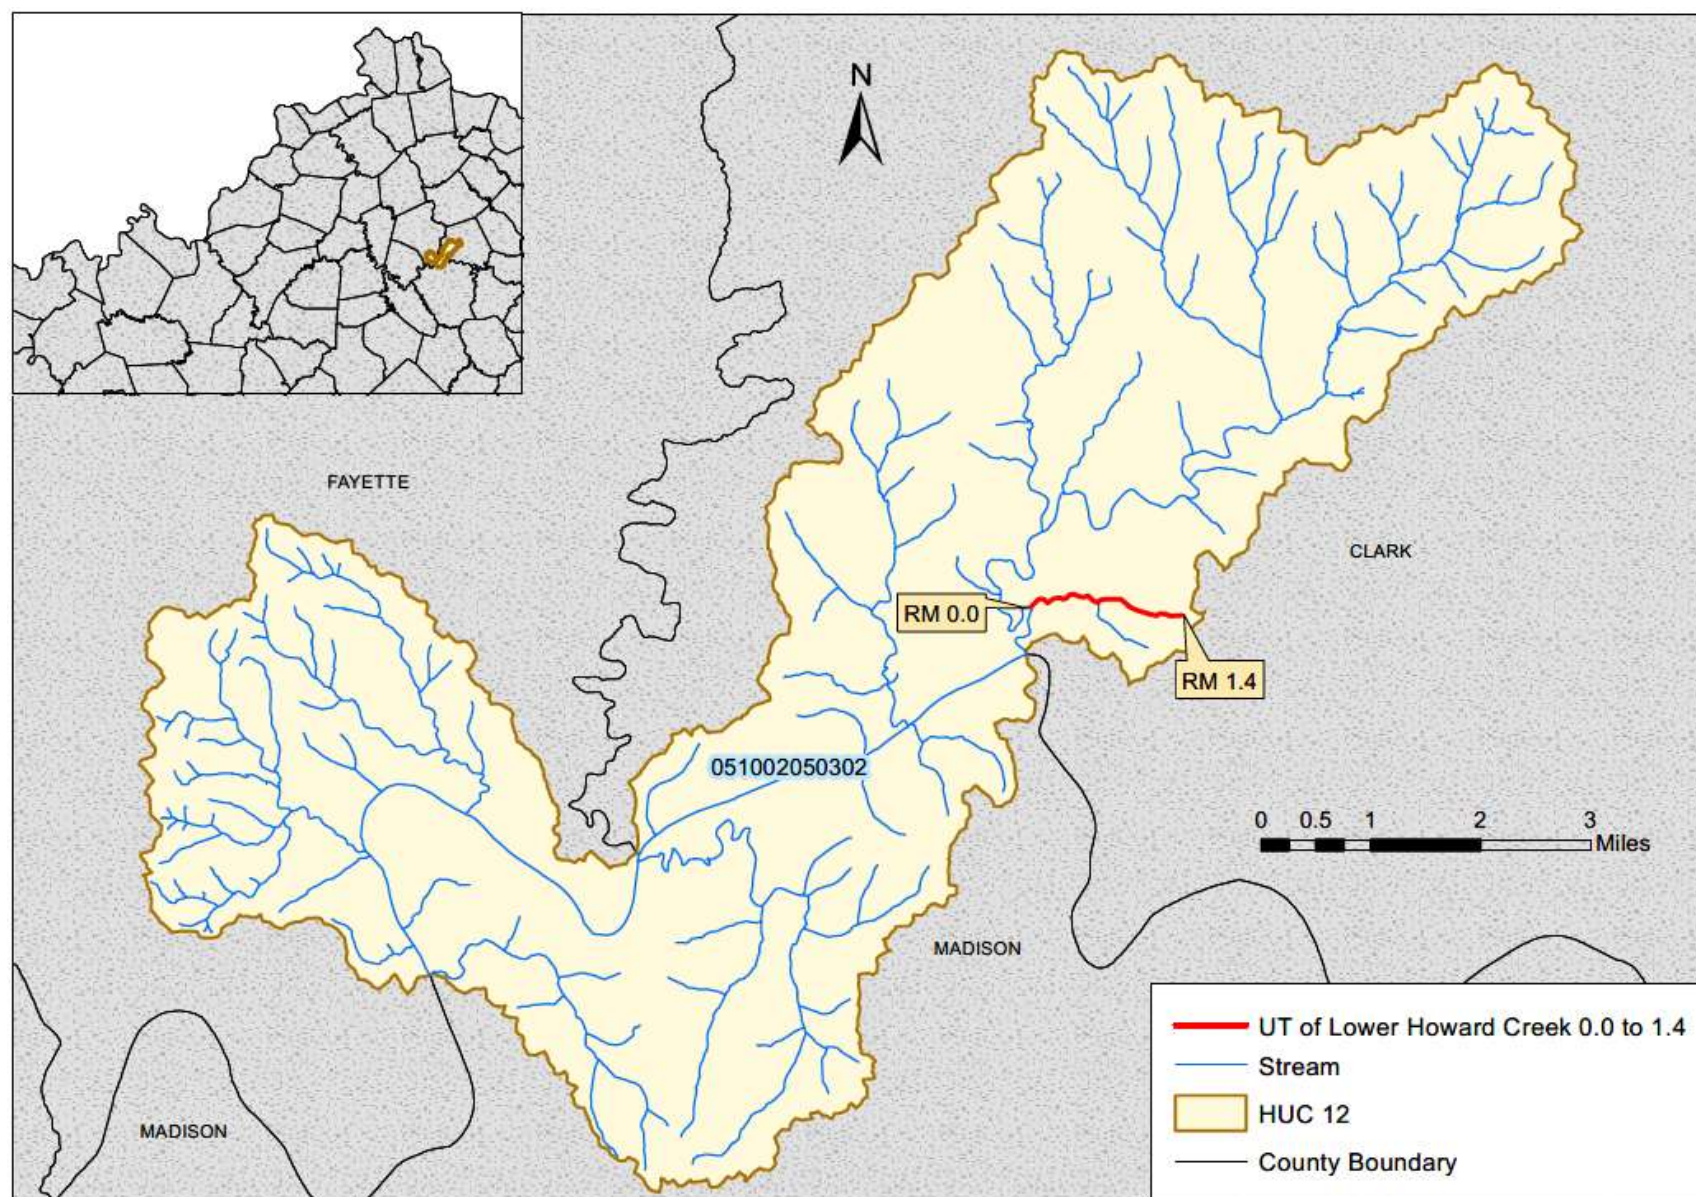 N
FAYETTE
CLARK
RM 0.0
RM 1.4
051002050302
0 0.5 1 2 3
Miles
MADISON
MADISON
UT of Lower Howard Creek 0.0 to 1.4
Stream
HUC 12
County Boundary